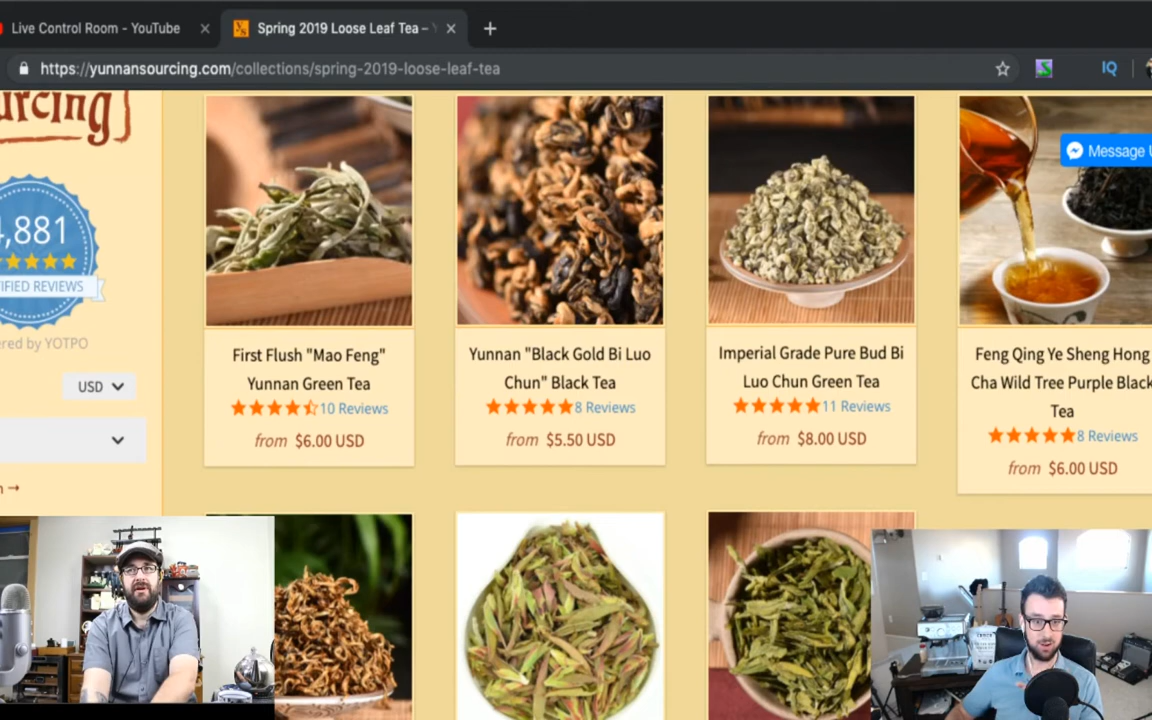 Live Control Room - YouTube
Spring 2019 Loose Leaf Tea –
https://yunnansourcing.com/collections/spring-2019-loose-leaf-tea
IQ
Message
4,881
REVIEWS
YOTPO
USD
First Flush "Mao Feng"
Yunnan Green Tea
10 Reviews
from $6.00 USD
Yunnan "Black Gold Bi Luo
Chun" Black Tea
8 Reviews
from $5.50 USD
Imperial Grade Pure Bud Bi
Luo Chun Green Tea
11 Reviews
from $8.00 USD
Feng Qing Ye Sheng Hong
Cha Wild Tree Purple Black
Tea
8 Reviews
from $6.00 USD